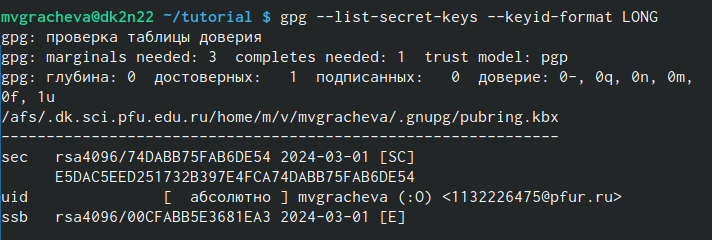 mvgracheva@dk2n22 ~/tutorial $ gpg --list-secret-keys --keyid-format LONG
gpg: проверка таблицы доверия
gpg: marginals needed: 3  completes needed: 1  trust model: pgp
gpg: глубина: 0  достоверных:   1  подписанных:   0  доверие: 0-, 0q, 0n, 0m,
0f, 1u
/afs/.dk.sci.pfu.edu.ru/home/m/v/mvgracheva/.gnupg/pubring.kbx
--------------------------------------------------------------
sec   rsa4096/74DABB75FAB6DE54 2024-03-01 [SC]
      E5DAC5EED251732B397E4FCA74DABB75FAB6DE54
uid              [  абсолютно ] mvgracheva (:O) <1132226475@pfur.ru>
ssb   rsa4096/00CFABB5E3681EA3 2024-03-01 [E]